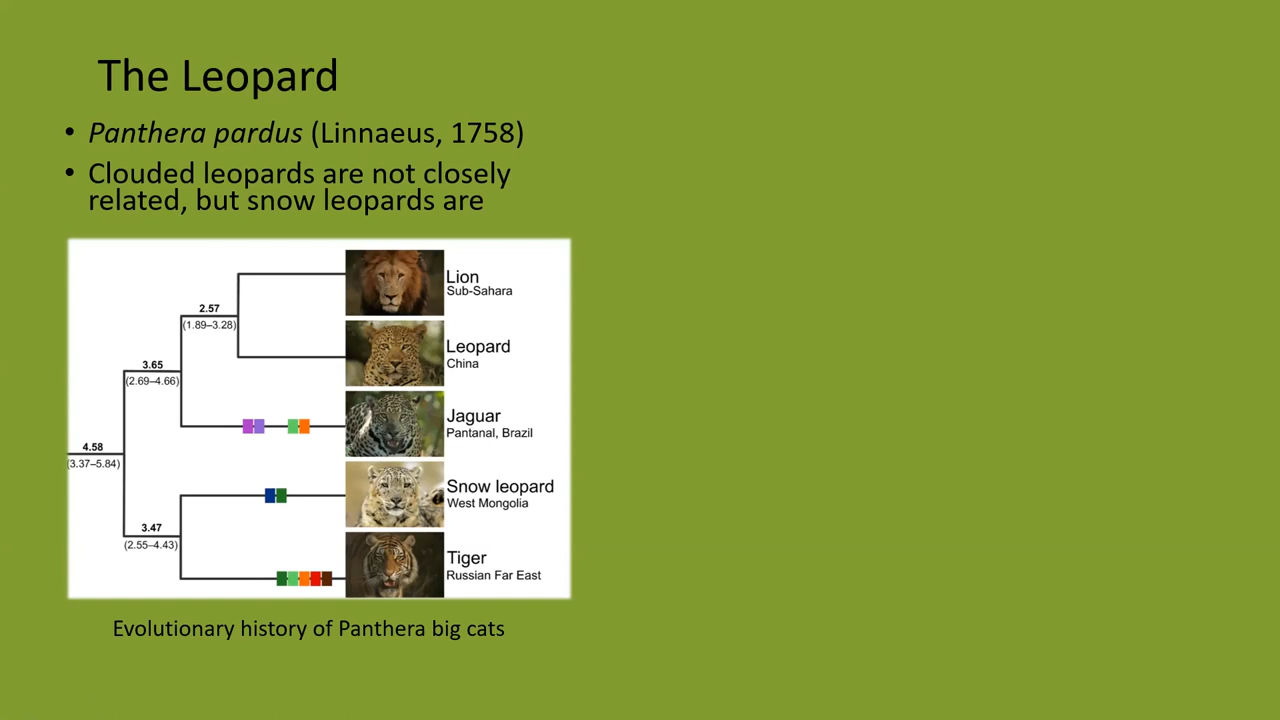 The Leopard
• Panthera pardus (Linnaeus, 1758)
• Clouded leopards are not closely
related, but snow leopards are
Lion
Sub-Sahara
2.57
(1.89–3.28)
Leopard
China
3.65
(2.69–4.66)
Jaguar
Pantanal, Brazil
4.58
(3.37–5.84)
Snow leopard
West Mongolia
3.47
(2.55–4.43)
Tiger
Russian Far East
Evolutionary history of Panthera big cats